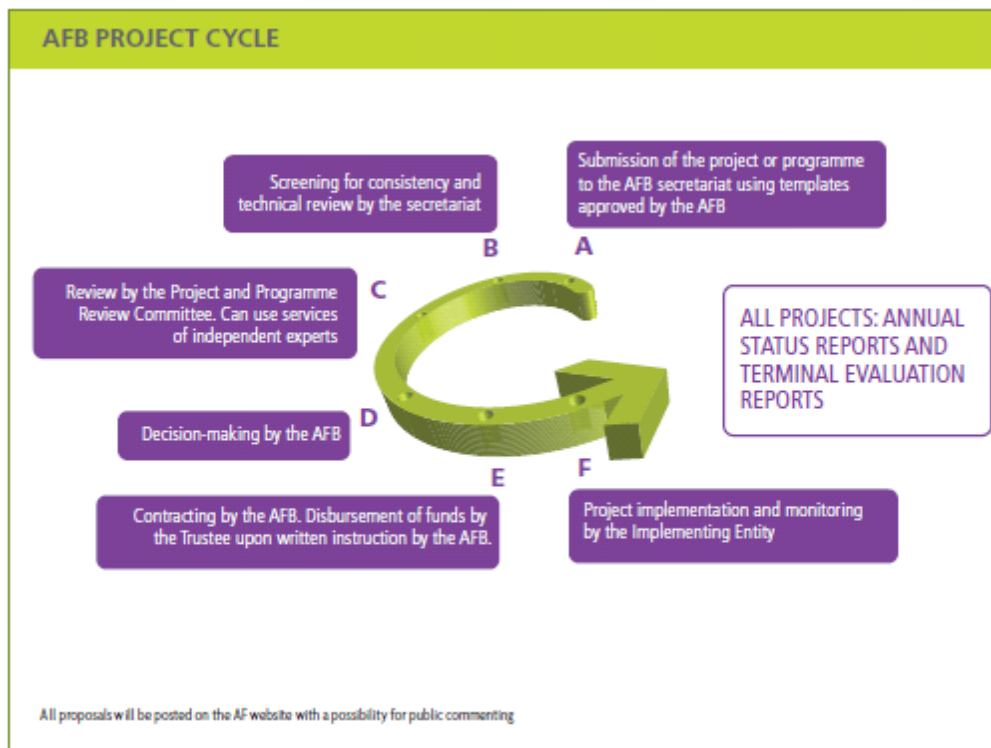 AFB PROJECT CYCLE
Submission of the project or programme
to the AFB secretariat using templates
approved by the AFB
A
Screening for consistency and
technical review by the secretariat
B
Review by the Project and Programme
Review Committee. Can use services
of independent experts
C
Decision-making by the AFB
D
Contracting by the AFB. Disbursement of funds by
the Trustee upon written instruction by the AFB.
E
Project implementation and monitoring
by the Implementing Entity
F
ALL PROJECTS: ANNUAL
STATUS REPORTS AND
TERMINAL EVALUATION
REPORTS
All proposals will be posted on the AF website with a possibility for public commenting